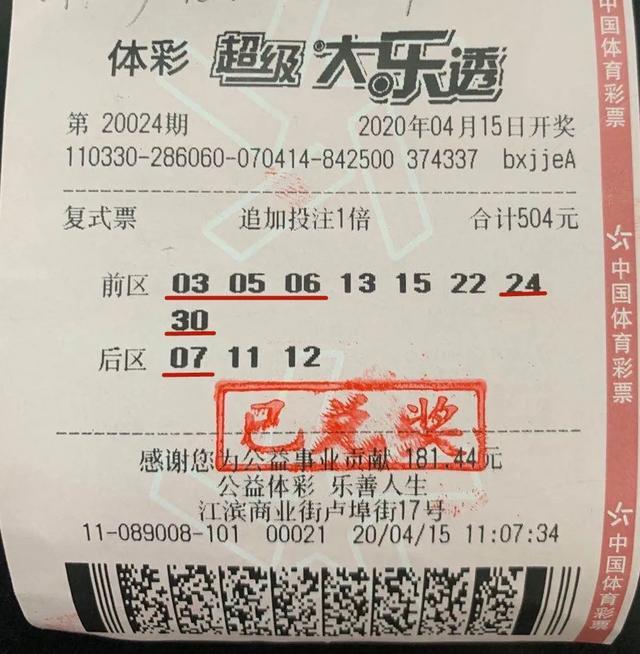 体彩 超级大乐透
第 20024期 2020年04月15日开奖
110330-286060-070414-842500 374337 bxjjeA
复式票 追加投注1倍 合计504元
前区 03 05 06 13 15 22 24
30
后区 07 11 12
已兑奖
感谢您为公益事业贡献 181.44元
公益体彩 乐善人生
江滨商业街卢埠街17号
11-089008-101 00021 20/04/15 11:07:34
中国体育彩票
中国体育彩票
中国体育彩票